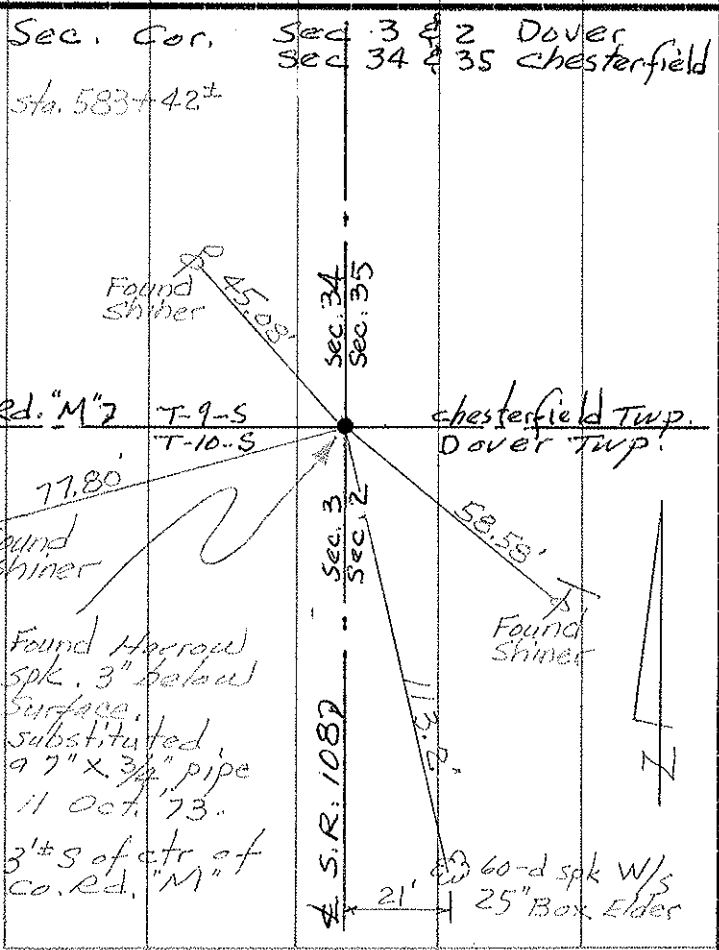 Sec. Cor. Sec 3 & 2 Dover
Sec 34 & 35 Chesterfield
Sta. 583+42±
Found
Shiner
45.08'
Sec. 34
Sec. 35
Rd. "M"
T-9-S
T-10-S
Chesterfield Twp.
Dover Twp.
77.80'
Found
Shiner
Sec. 3
Sec. 2
58.58'
Found
Shiner
Found Harrow
spk. 3" below
Surface.
substituted
a 7" x 3/4" pipe
11 Oct. '73.
3'± S of ctr. of
Co. Rd. "M"
℄ S.R. 108
21'
60-d spk W/s
25" Box Elder